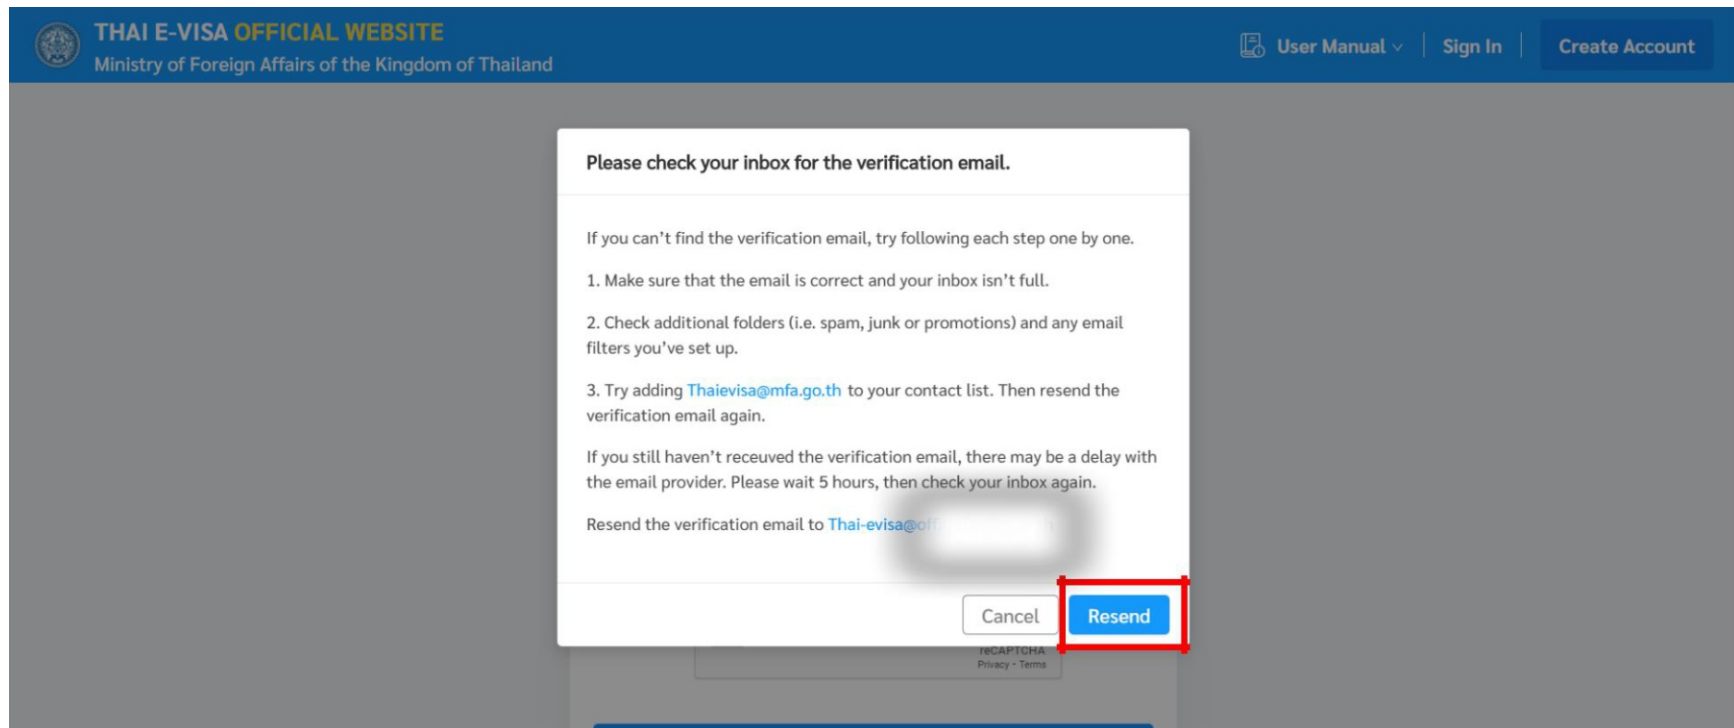 THAI E-VISA OFFICIAL WEBSITE
Ministry of Foreign Affairs of the Kingdom of Thailand
User Manual
Sign In
Create Account
Please check your inbox for the verification email.
If you can't find the verification email, try following each step one by one.
1. Make sure that the email is correct and your inbox isn't full.
2. Check additional folders (i.e. spam, junk or promotions) and any email
filters you've set up.
3. Try adding Thaievisa@mfa.go.th to your contact list. Then resend the
verification email again.
If you still haven't receuved the verification email, there may be a delay with
the email provider. Please wait 5 hours, then check your inbox again.
Resend the verification email to
Cancel
Resend
reCAPTCHA
Privacy - Terms